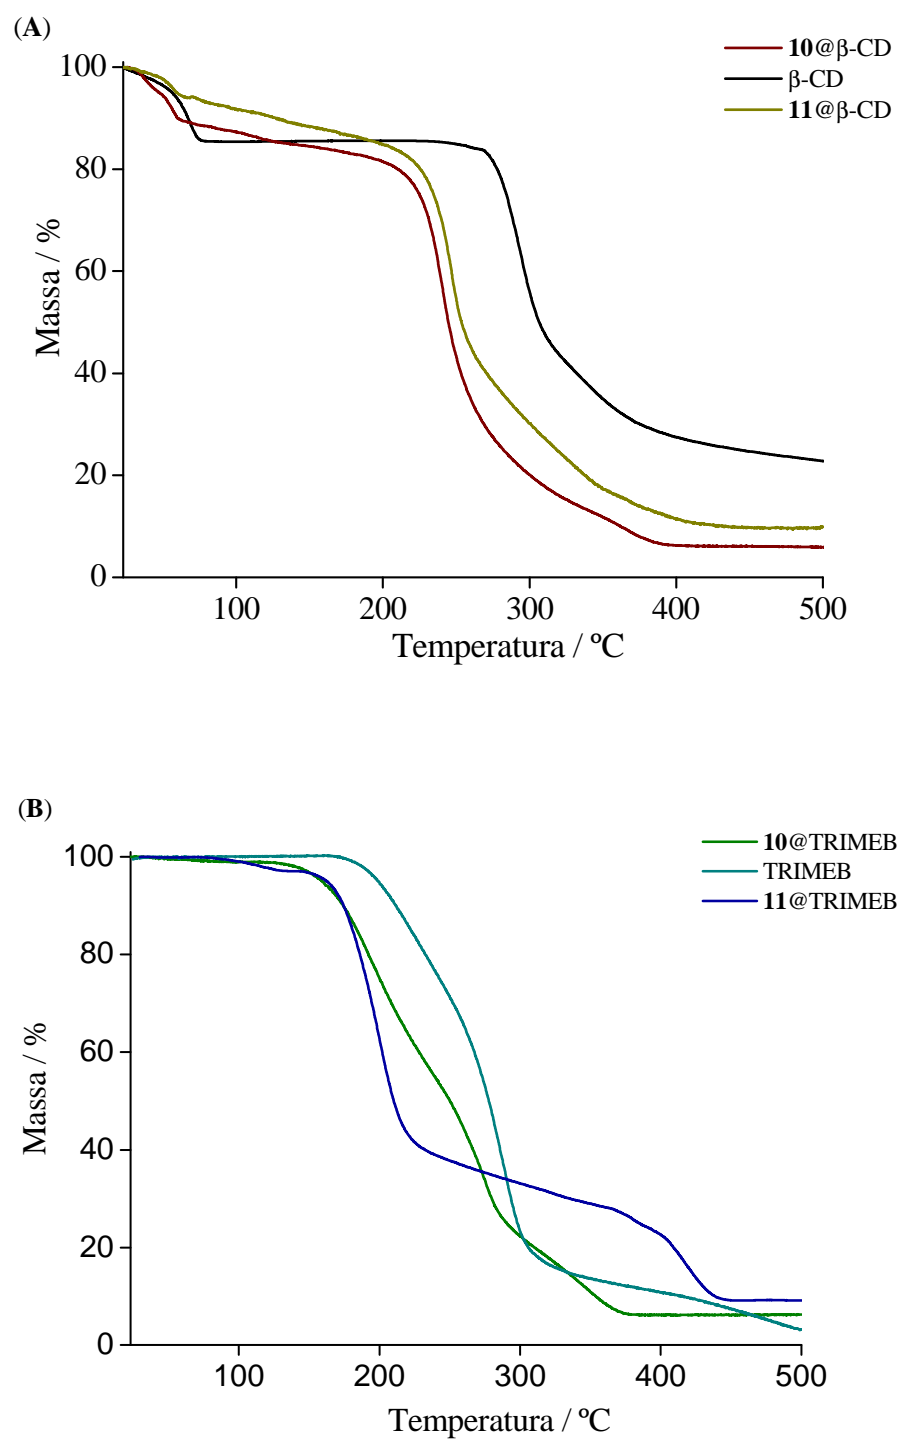 (A)
10@β-CD
β-CD
11@β-CD
100
80
60
40
20
0
Massa / %
100 200 300 400 500
Temperatura / ºC
(B)
10@TRIMEB
TRIMEB
11@TRIMEB
100
80
60
40
20
0
Massa / %
100 200 300 400 500
Temperatura / ºC